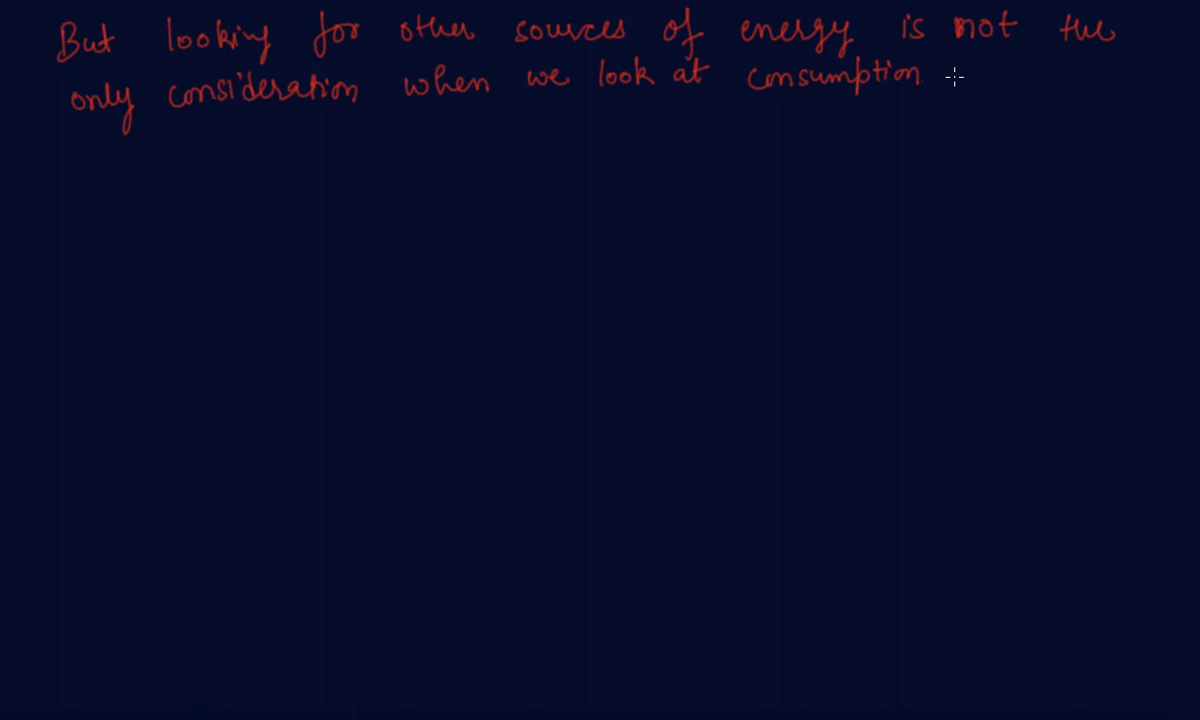 But looking for other sources of energy is not the
only consideration when we look at consumption